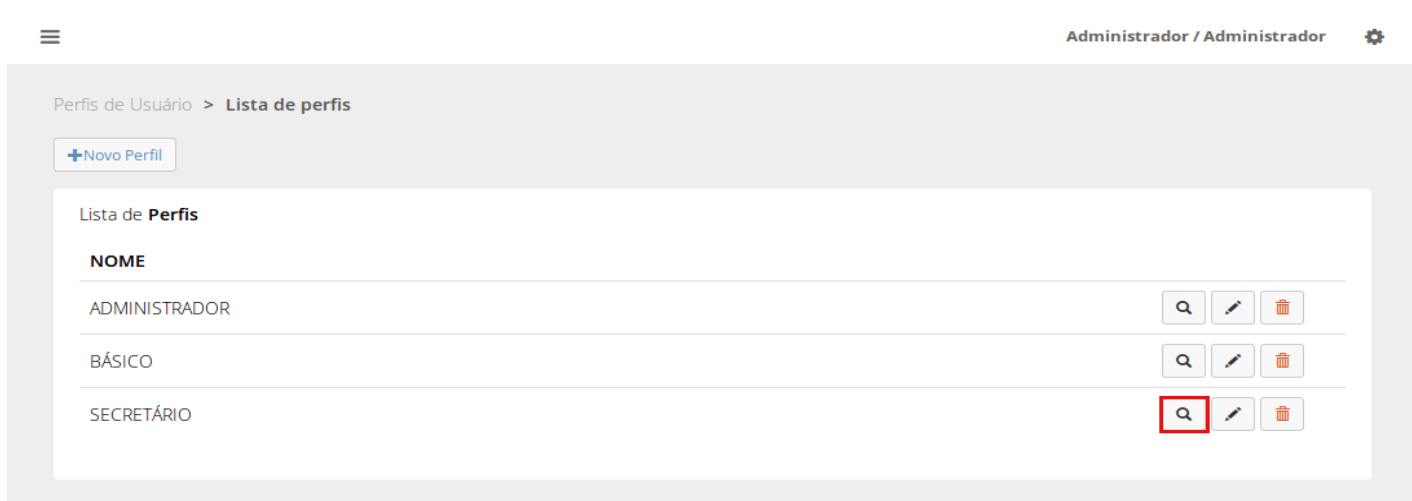 Administrador / Administrador
Perfis de Usuário > Lista de perfis
+Novo Perfil
Lista de Perfis
NOME
ADMINISTRADOR
BÁSICO
SECRETÁRIO